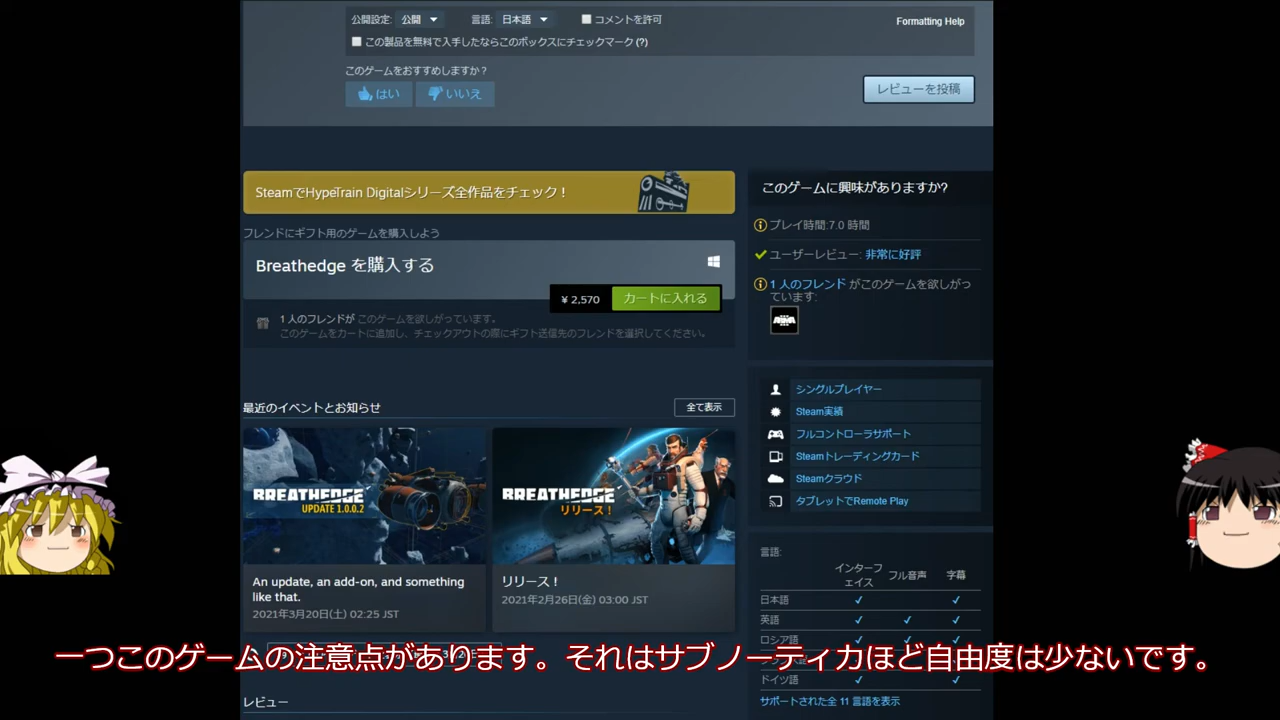 公開設定: 公開 言語: 日本語 コメントを許可 Formatting Help
この製品を無料で入手したならこのボックスにチェックマーク (?)
このゲームをおすすめしますか？
はい いいえ
レビューを投稿
SteamでHypeTrain Digitalシリーズ全作品をチェック！
フレンドにギフト用のゲームを購入しよう
Breathedge を購入する
¥ 2,570 カートに入れる
1 人のフレンドが このゲームを欲しがっています。
このゲームをカートに追加し、チェックアウトの際にギフト送信先のフレンドを選択してください。
最近のイベントとお知らせ 全て表示
BREATHEDGE
UPDATE 1.0.0.2
An update, an add-on, and something
like that.
2021年3月20日(土) 02:25 JST
BREATHEDGE
リリース！
リリース！
2021年2月26日(金) 03:00 JST
レビュー
このゲームに興味がありますか?
プレイ時間:7.0 時間
ユーザーレビュー: 非常に好評
1 人のフレンド がこのゲームを欲しがっ
ています:
ARMA
シングルプレイヤー
Steam実績
フルコントローラサポート
Steamトレーディングカード
Steamクラウド
タブレットでRemote Play
言語:
インターフ
ェイス フル音声 字幕
日本語
英語
ロシア語
ドイツ語
サポートされた全 11 言語を表示
一つこのゲームの注意点があります。それはサブノーティカほど自由度は少ないです。